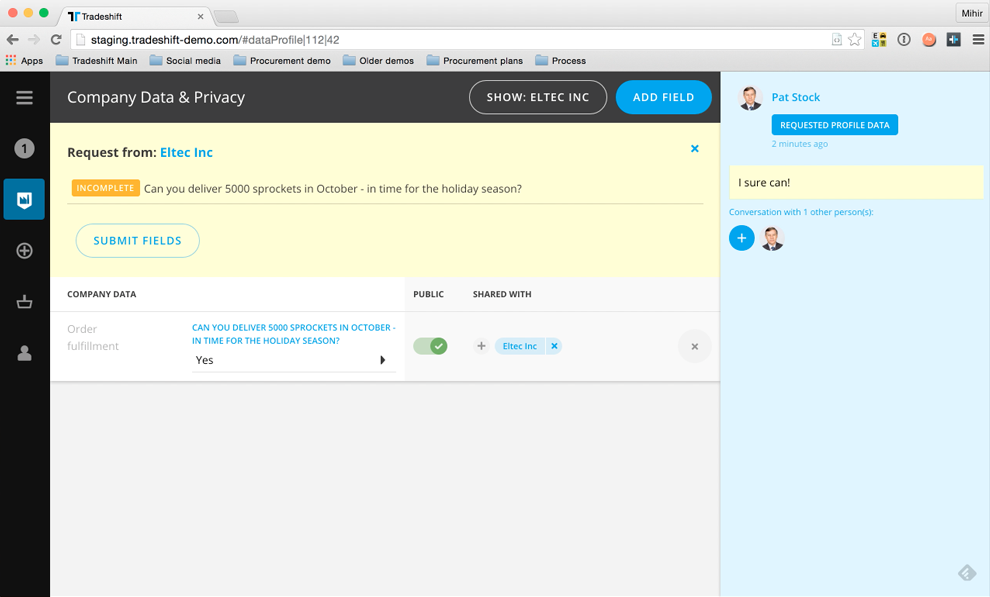 Tradeshift
Mihir
staging.tradeshift-demo.com/#dataProfile|112|42
Apps Tradeshift Main Social media Procurement demo Older demos Procurement plans Process
Company Data & Privacy
SHOW: ELTEC INC
ADD FIELD
1
Request from: Eltec Inc
INCOMPLETE Can you deliver 5000 sprockets in October - in time for the holiday season?
SUBMIT FIELDS
COMPANY DATA PUBLIC SHARED WITH
Order
fulfillment
CAN YOU DELIVER 5000 SPROCKETS IN OCTOBER -
IN TIME FOR THE HOLIDAY SEASON?
Yes
Eltec Inc
Pat Stock
REQUESTED PROFILE DATA
2 minutes ago
I sure can!
Conversation with 1 other person(s):